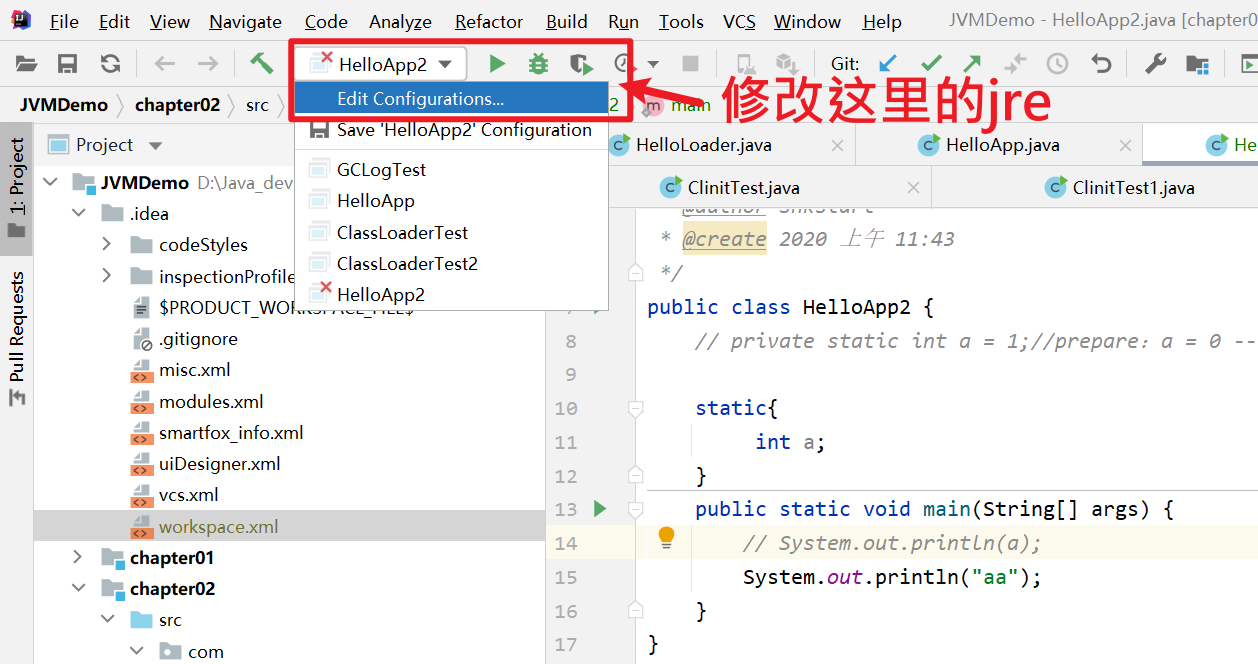 File Edit View Navigate Code Analyze Refactor Build Run Tools VCS Window Help JVMDemo - HelloApp2.java [chapter0
HelloApp2 Git:
JVMDemo chapter02 src 2 m main
修改这里的jre
Edit Configurations...
Save 'HelloApp2' Configuration
GCLogTest
HelloApp
ClassLoaderTest
ClassLoaderTest2
HelloApp2
1: Project
Pull Requests
Project
JVMDemo D:\Java_dev
.idea
codeStyles
inspectionProfile
$PRODUCT_WORKSPACE_FILE$
.gitignore
misc.xml
modules.xml
smartfox_info.xml
uiDesigner.xml
vcs.xml
workspace.xml
chapter01
chapter02
src
com
HelloLoader.java HelloApp.java He
ClinitTest.java ClinitTest1.java
* @author shkstart
* @create 2020 上午 11:43
*/
7 public class HelloApp2 {
8 // private static int a = 1;//prepare: a = 0 --
9
10 static{
11 int a;
12 }
13 public static void main(String[] args) {
14 // System.out.println(a);
15 System.out.println("aa");
16 }
17 }